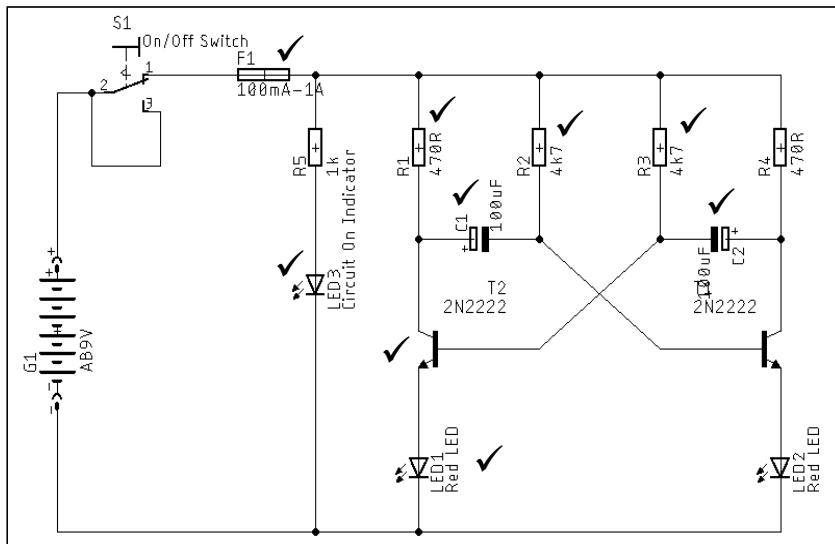 S1
On/Off Switch
1
2
3
F1
100mA-1A
R5
1k
R1
470R
R2
4k7
R3
4k7
R4
470R
C1
+
100uF
100uF
C2
+
LED3
Circuit On Indicator
T2
2N2222
2N2222
G1
AB9V
+
+
-
-
LED1
Red LED
LED2
Red LED